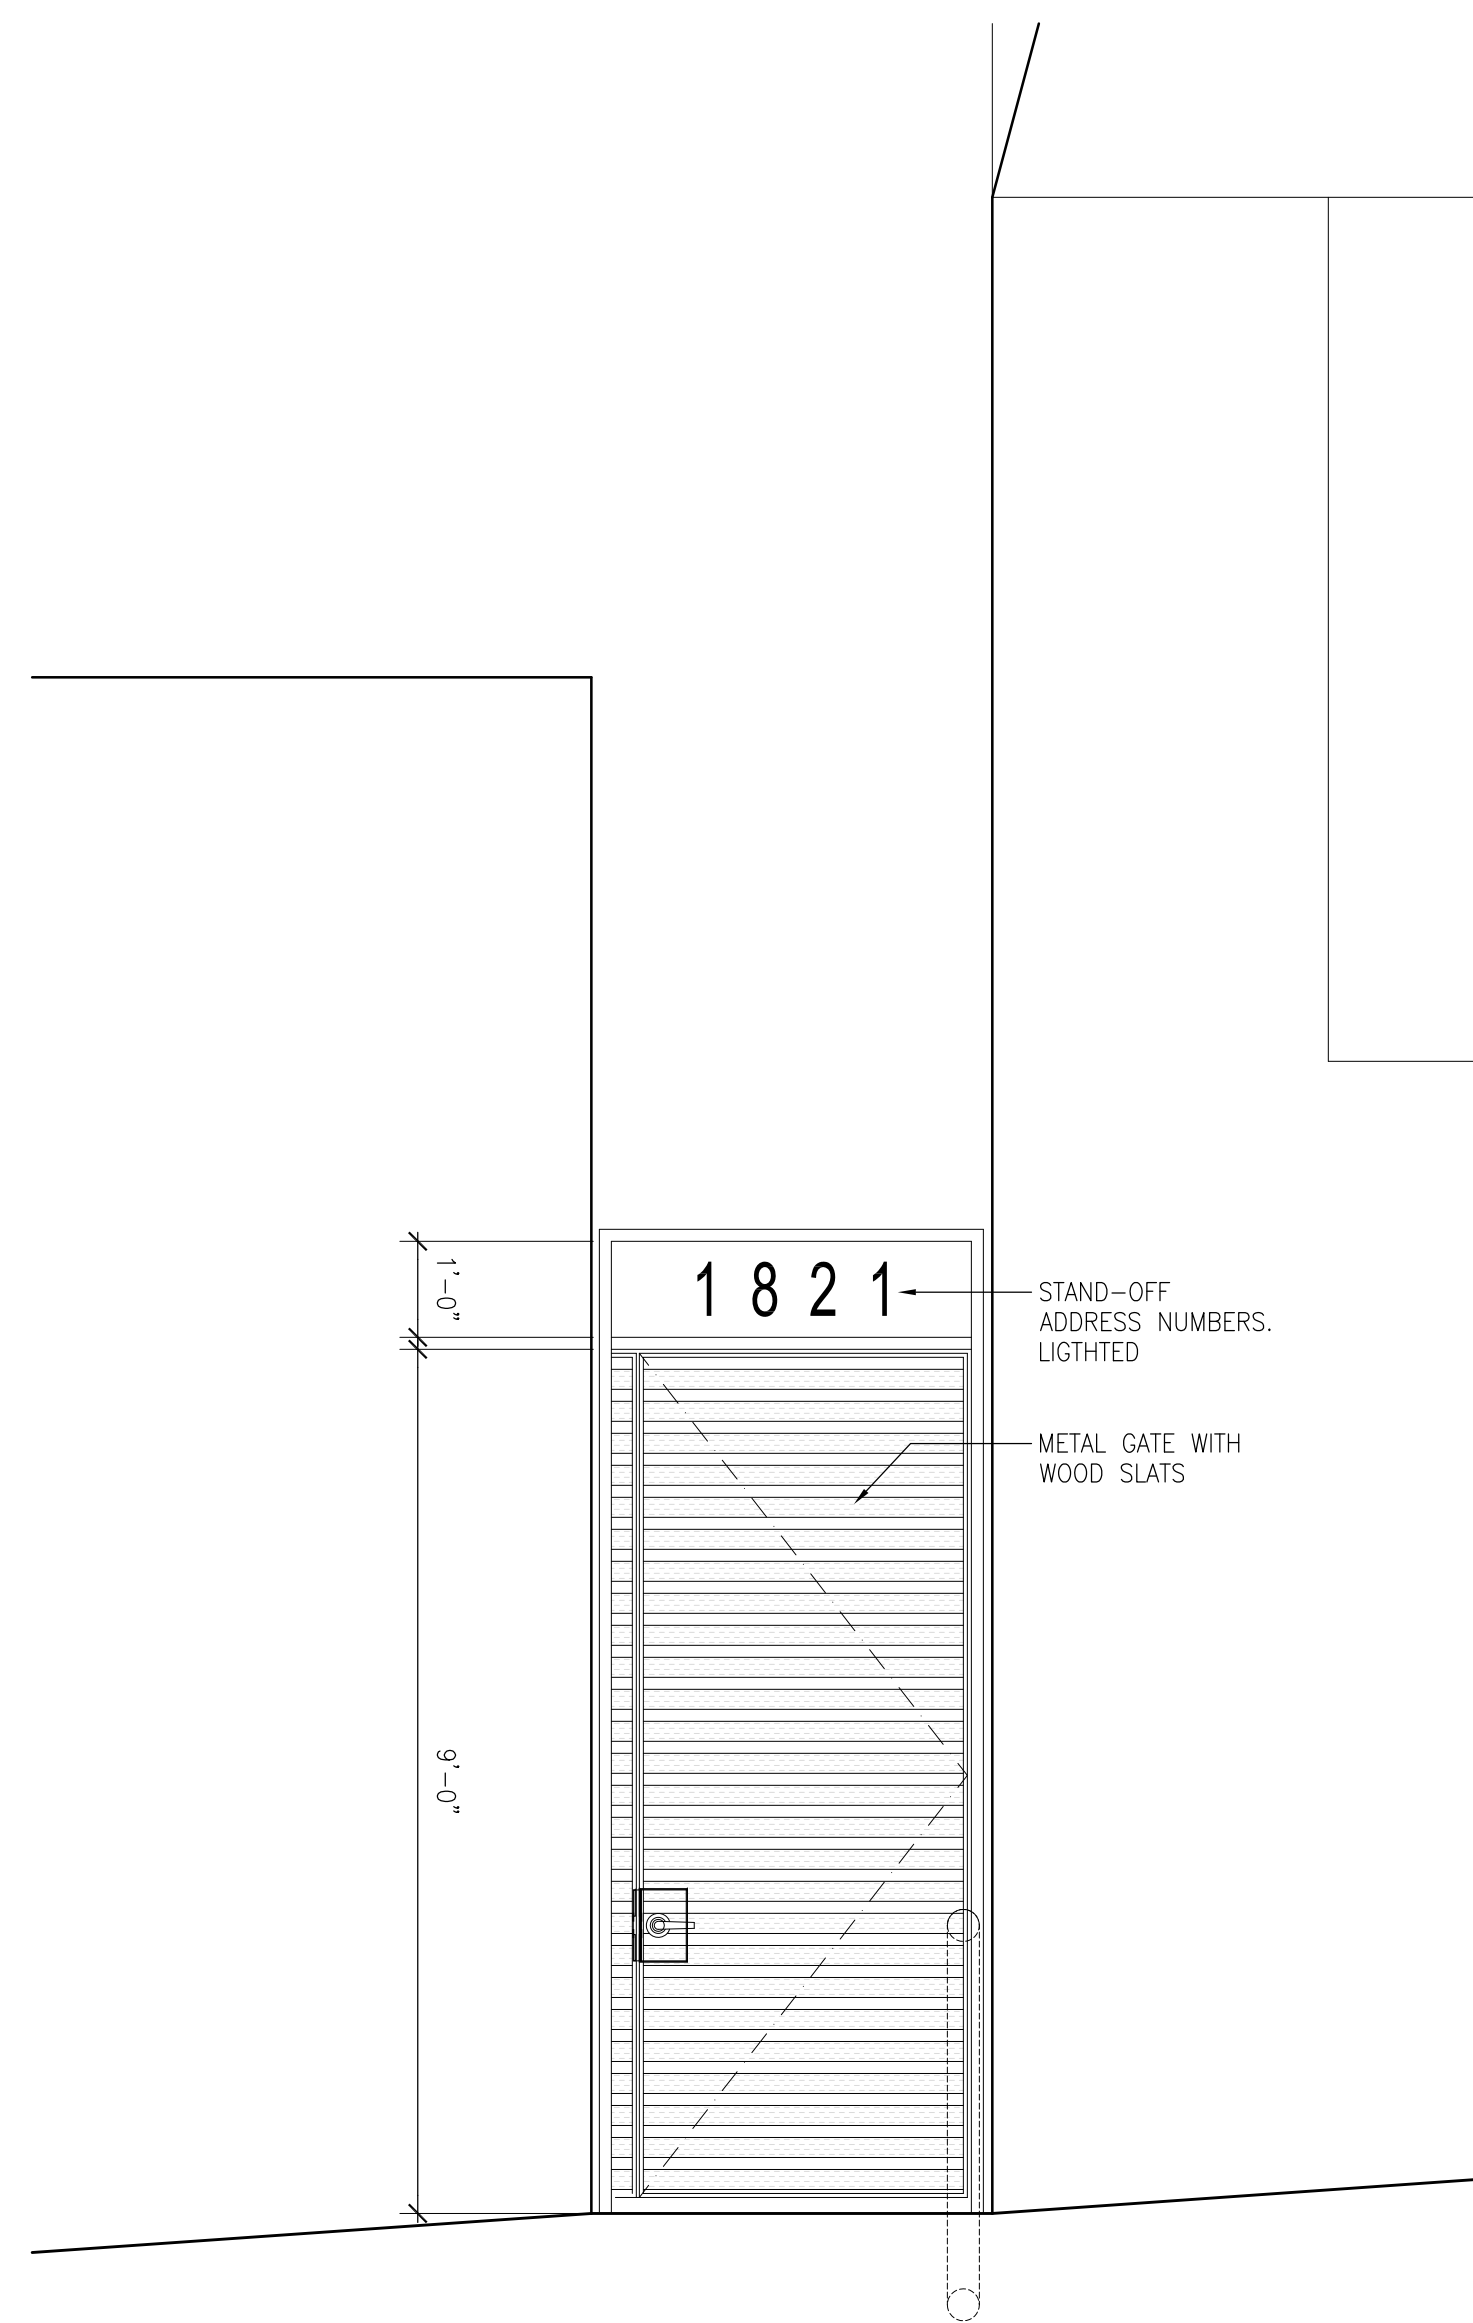 1 8 2 1
STAND-OFF
ADDRESS NUMBERS.
LIGTHTED
METAL GATE WITH
WOOD SLATS
1'-0"
9'-0"